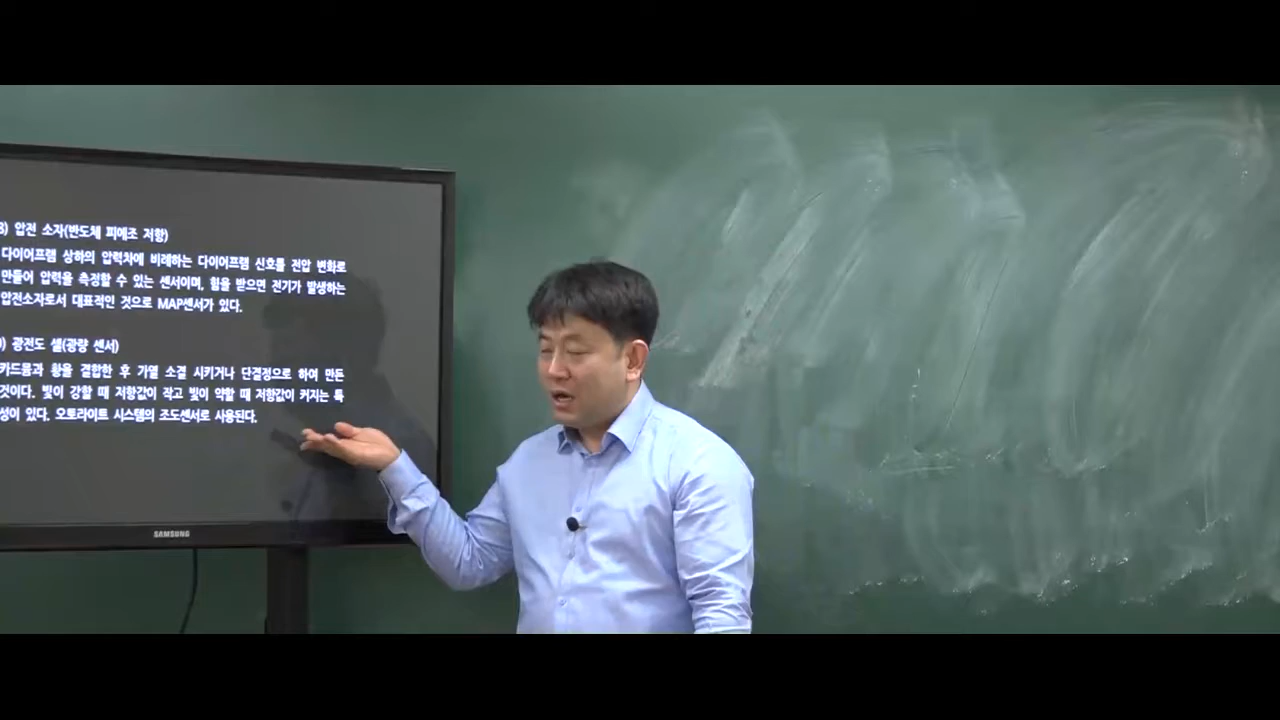 3) 압전 소자(반도체 피에조 저항)
다이어프램 상하의 압력차에 비례하는 다이어프램 신호를 전압 변화로
만들어 압력을 측정할 수 있는 센서이며, 힘을 받으면 전기가 발생하는
압전소자로서 대표적인 것으로 MAP센서가 있다.
) 광전도 셀(광량 센서)
카드뮴과 황을 결합한 후 가열 소결 시키거나 단결정으로 하여 만든
것이다. 빛이 강할 때 저항값이 작고 빛이 약할 때 저항값이 커지는 특
성이 있다. 오토라이트 시스템의 조도센서로 사용된다.
SAMSUNG